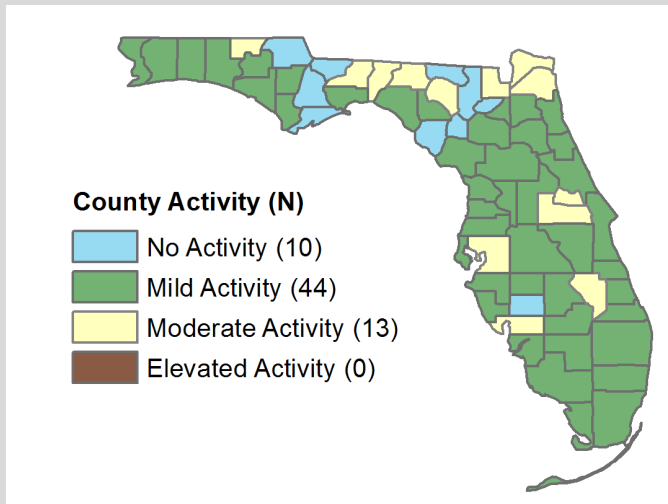 County Activity (N)
No Activity (10)
Mild Activity (44)
Moderate Activity (13)
Elevated Activity (0)